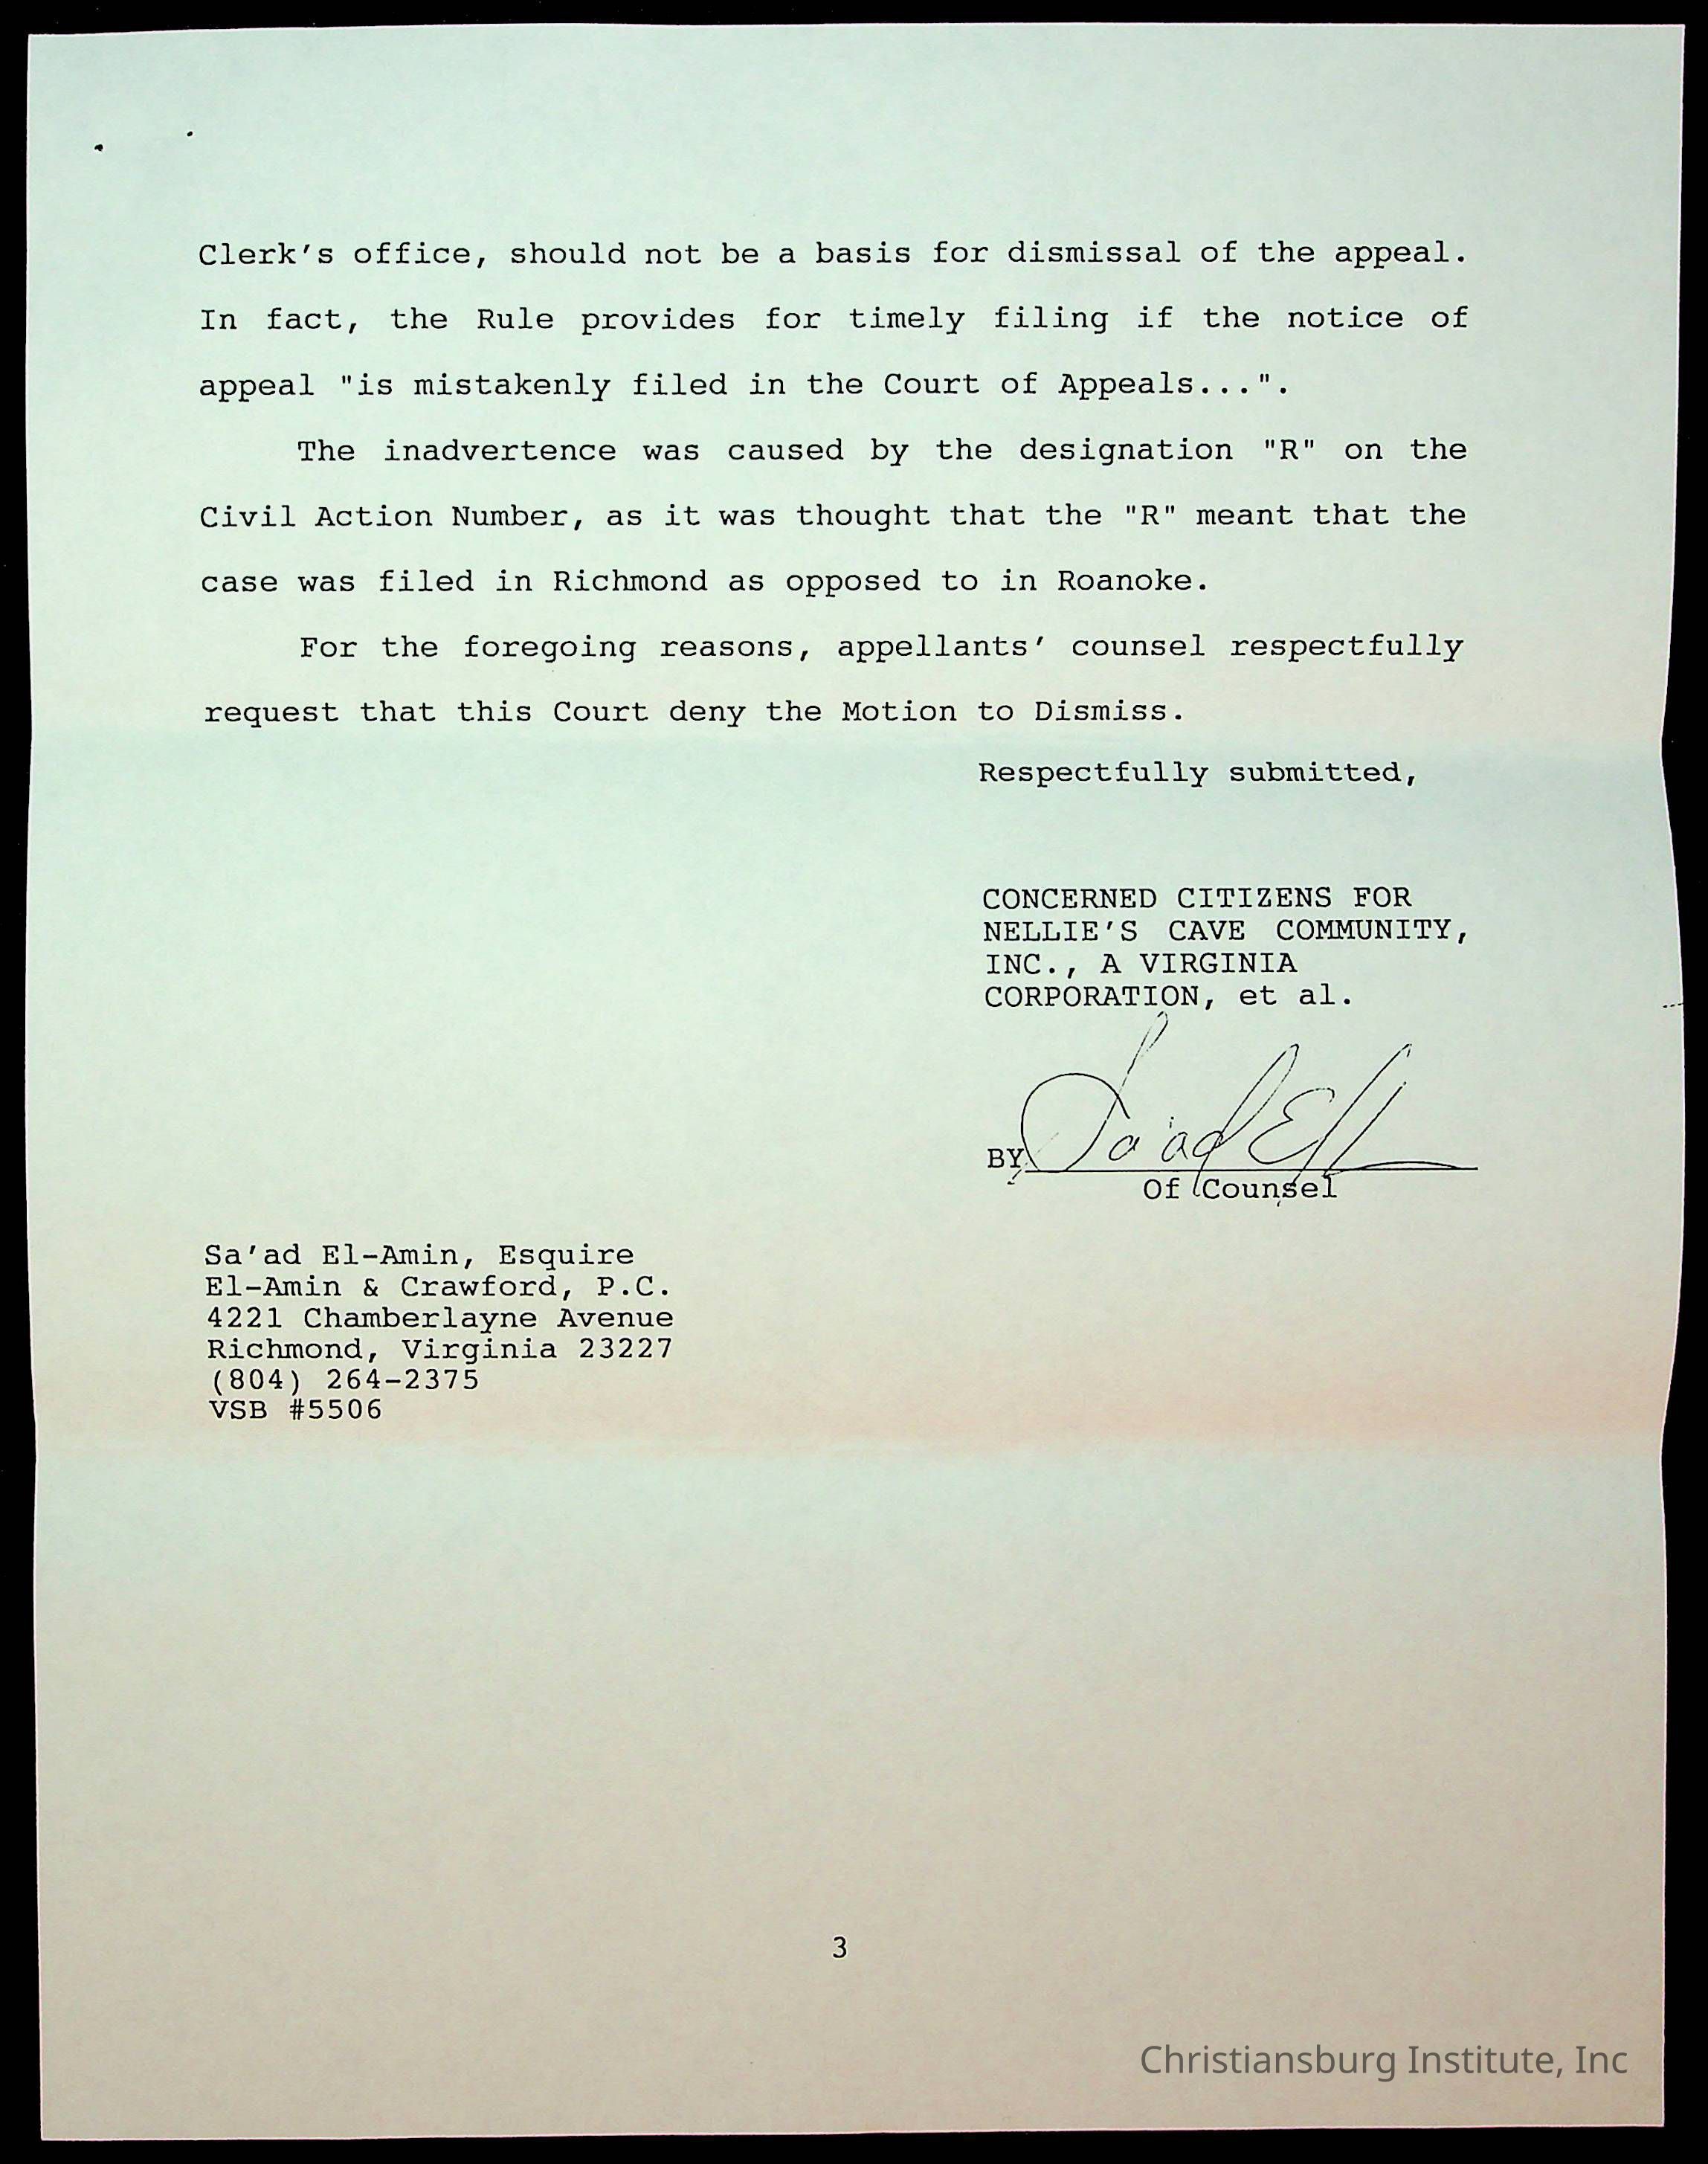 Clerk's office, should not be a basis for dismissal of the appeal.
In fact, the Rule provides for timely filing if the notice of
appeal "is mistakenly filed in the Court of Appeals...".
The inadvertence was caused by the designation "R" on the
Civil Action Number, as it was thought that the "R" meant that the
case was filed in Richmond as opposed to in Roanoke.
For the foregoing reasons, appellants' counsel respectfully
request that this Court deny the Motion to Dismiss.
Respectfully submitted,
CONCERNED CITIZENS FOR
NELLIE'S CAVE COMMUNITY,
INC., A VIRGINIA
CORPORATION, et al.
BY Sa'ad El
Of Counsel
Sa'ad El-Amin, Esquire
El-Amin & Crawford, P.C.
4221 Chamberlayne Avenue
Richmond, Virginia 23227
(804) 264-2375
VSB #5506
3
Christiansburg Institute, Inc